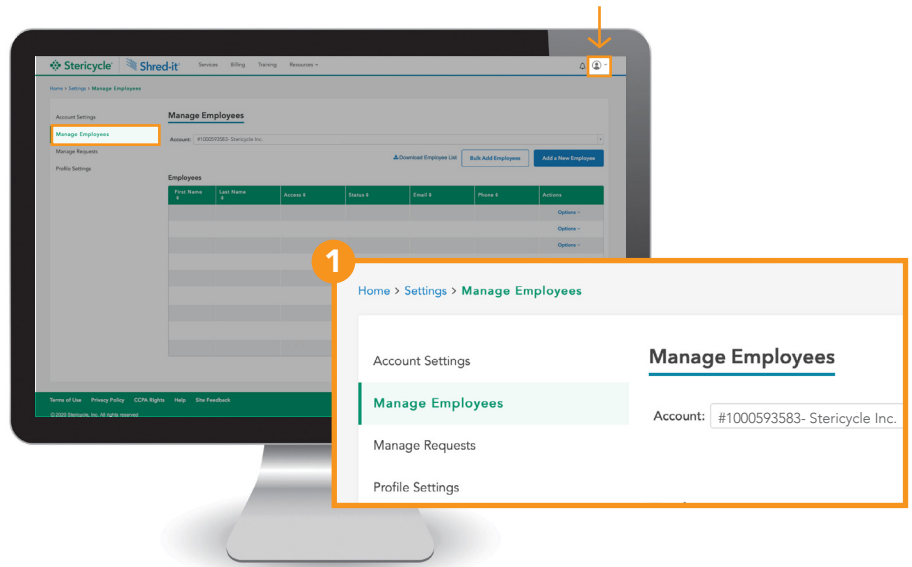 Stericycle® Shred-it® Services Billing Training Resources
Home > Settings > Manage Employees
Account Settings
Manage Employees
Manage Requests
Profile Settings
Manage Employees
Account: #1000593583- Stericycle Inc.
Download Employee List Bulk Add Employees Add a New Employee
Employees
First Name Last Name Access Status Email Phone Actions
Options
Options
Options
Terms of Use Privacy Policy CCPA Rights Help Site Feedback
© 2020 Stericycle, Inc. All rights reserved
1
Home > Settings > Manage Employees
Account Settings
Manage Employees
Manage Requests
Profile Settings
Manage Employees
Account: #1000593583- Stericycle Inc.